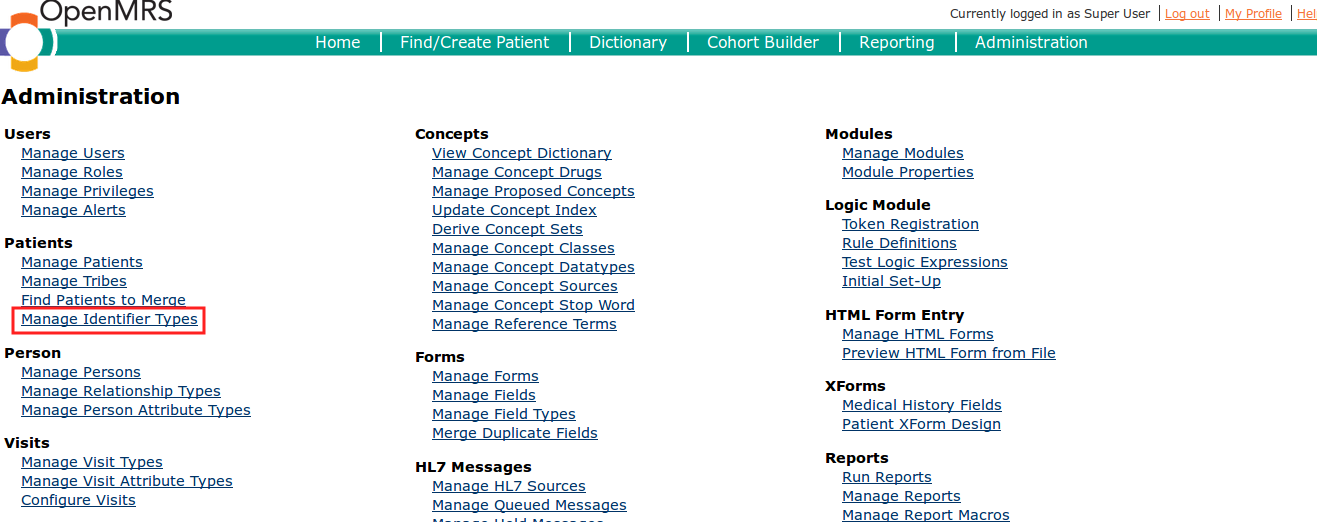 OpenMRS
Currently logged in as Super User Log out My Profile Hel
Home Find/Create Patient Dictionary Cohort Builder Reporting Administration
Administration
Users
Manage Users
Manage Roles
Manage Privileges
Manage Alerts
Patients
Manage Patients
Manage Tribes
Find Patients to Merge
Manage Identifier Types
Person
Manage Persons
Manage Relationship Types
Manage Person Attribute Types
Visits
Manage Visit Types
Manage Visit Attribute Types
Configure Visits
Concepts
View Concept Dictionary
Manage Concept Drugs
Manage Proposed Concepts
Update Concept Index
Derive Concept Sets
Manage Concept Classes
Manage Concept Datatypes
Manage Concept Sources
Manage Concept Stop Word
Manage Reference Terms
Forms
Manage Forms
Manage Fields
Manage Field Types
Merge Duplicate Fields
HL7 Messages
Manage HL7 Sources
Manage Queued Messages
Manage Held Messages
Modules
Manage Modules
Module Properties
Logic Module
Token Registration
Rule Definitions
Test Logic Expressions
Initial Set-Up
HTML Form Entry
Manage HTML Forms
Preview HTML Form from File
XForms
Medical History Fields
Patient XForm Design
Reports
Run Reports
Manage Reports
Manage Report Macros